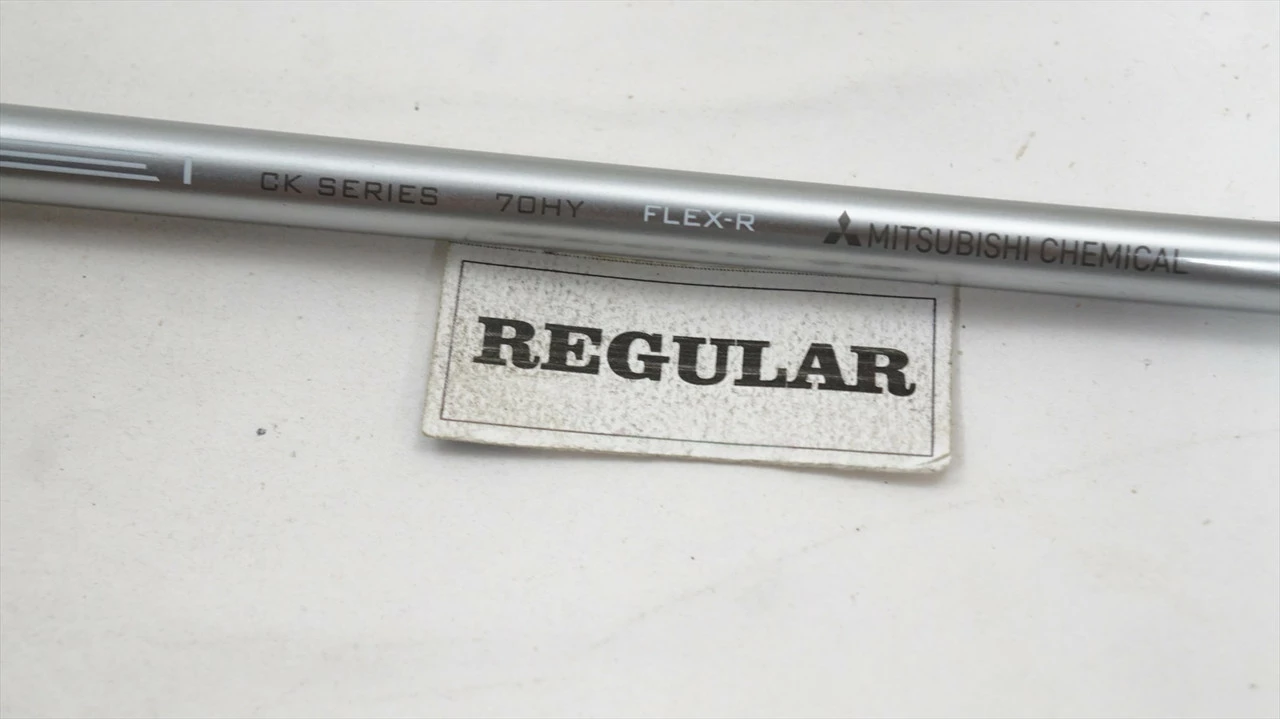 CK SERIES 70HY FLEX-R MITSUBISHI CHEMICAL
REGULAR